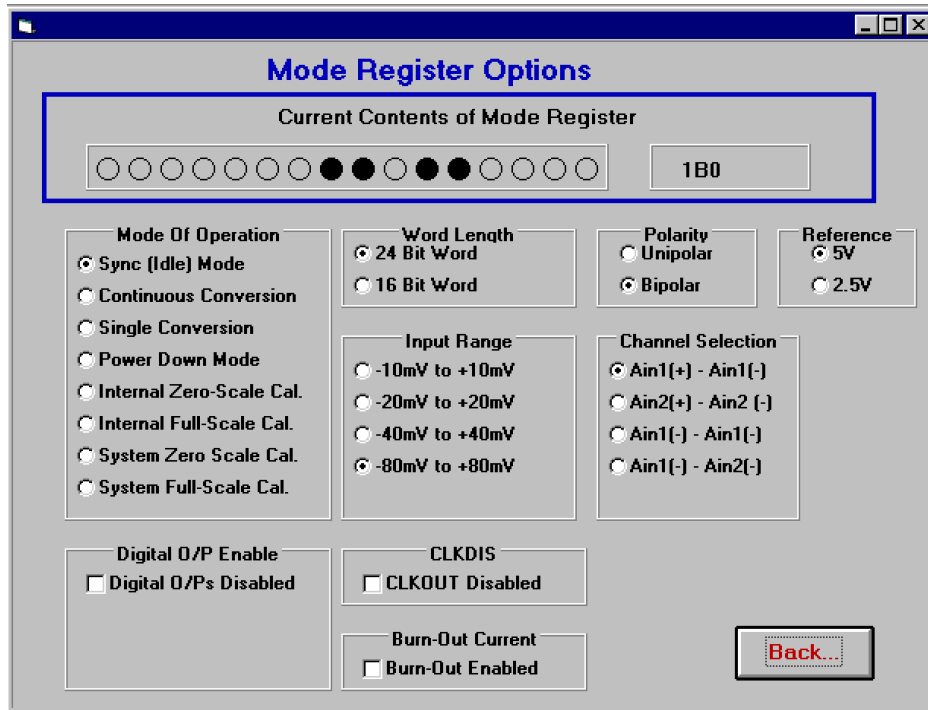 Mode Register Options
Current Contents of Mode Register
1B0
Mode Of Operation
Sync (Idle) Mode
Continuous Conversion
Single Conversion
Power Down Mode
Internal Zero-Scale Cal.
Internal Full-Scale Cal.
System Zero Scale Cal.
System Full-Scale Cal.
Word Length
24 Bit Word
16 Bit Word
Polarity
Unipolar
Bipolar
Reference
5V
2.5V
Input Range
-10mV to +10mV
-20mV to +20mV
-40mV to +40mV
-80mV to +80mV
Channel Selection
Ain1(+) - Ain1(-)
Ain2(+) - Ain2 (-)
Ain1(-) - Ain1(-)
Ain1(-) - Ain2(-)
Digital O/P Enable
Digital O/Ps Disabled
CLKDIS
CLKOUT Disabled
Burn-Out Current
Burn-Out Enabled
Back...